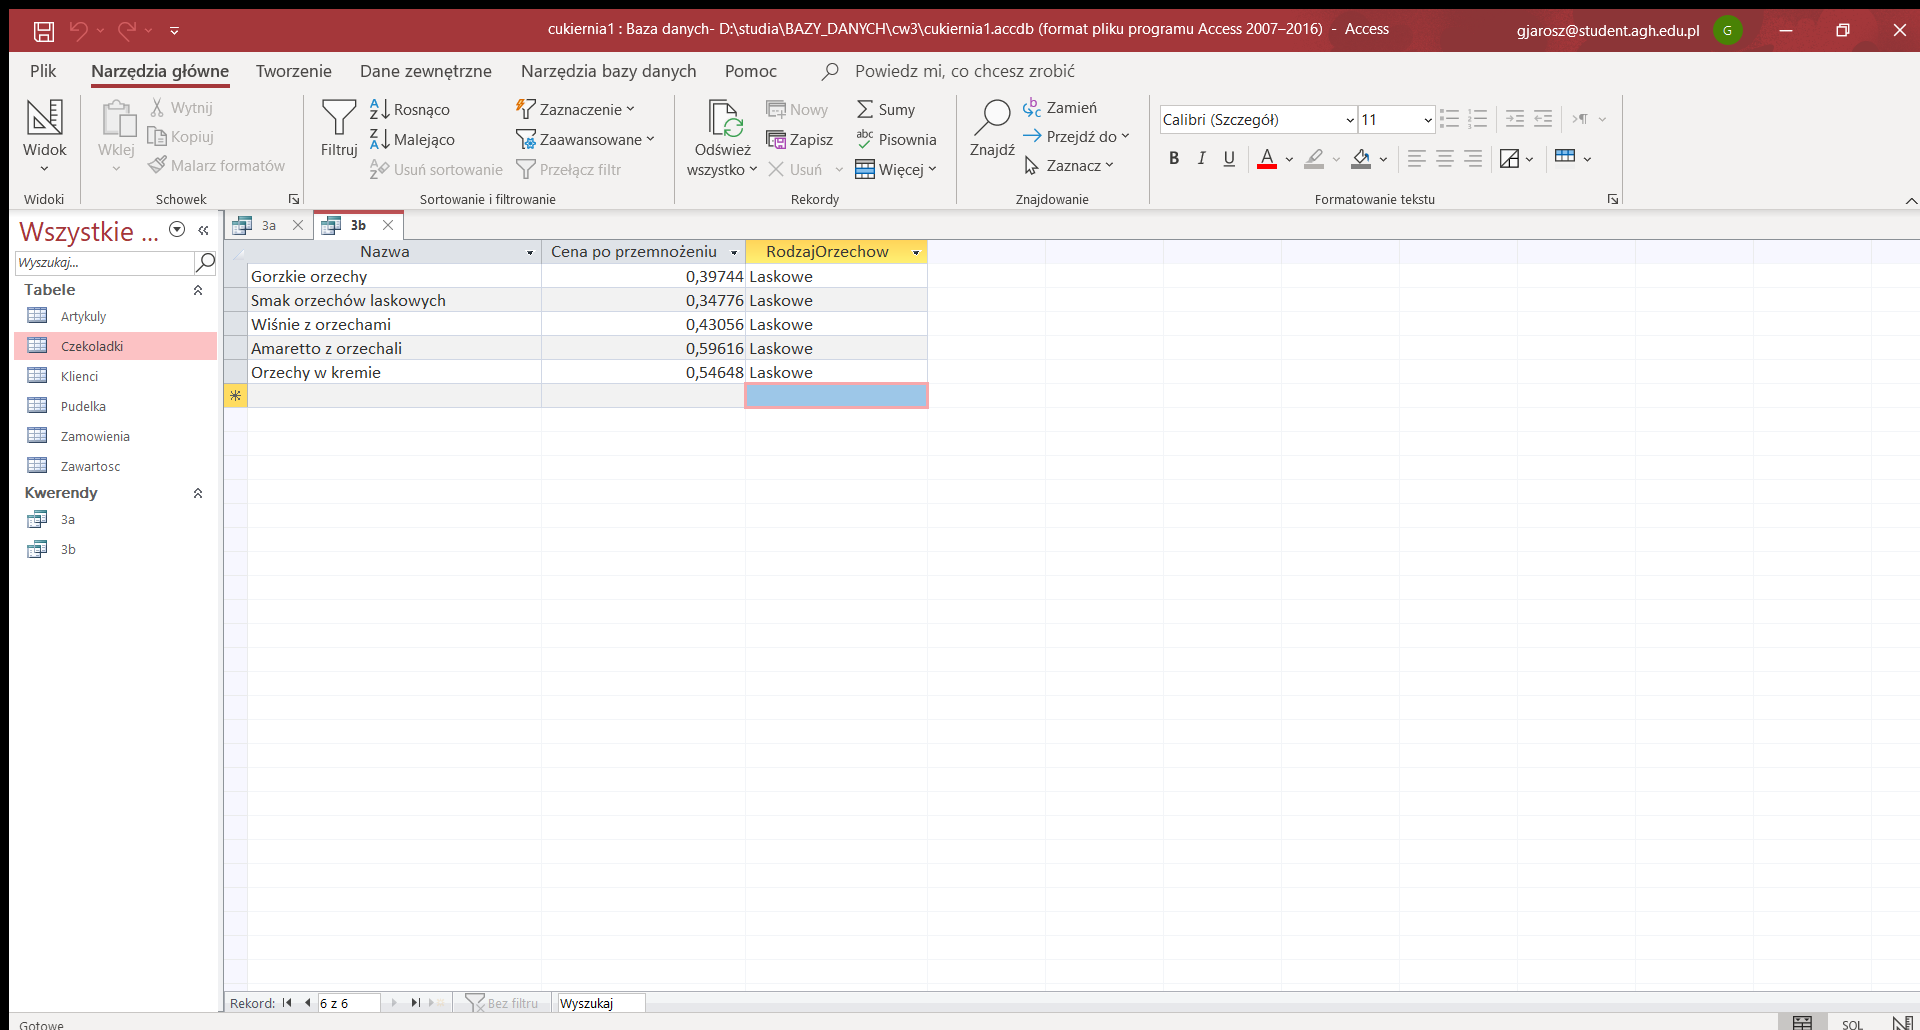 cukiernia1 : Baza danych- D:\studia\BAZY_DANYCH\cw3\cukiernia1.accdb (format pliku programu Access 2007–2016) - Access
gjarosz@student.agh.edu.pl G
Plik Narzędzia główne Tworzenie Dane zewnętrzne Narzędzia bazy danych Pomoc Powiedz mi, co chcesz zrobić
Widok
Widoki
Wklej
Wytnij
Kopiuj
Malarz formatów
Schowek
Filtruj
Rosnąco
Malejąco
Usuń sortowanie
Zaznaczenie
Zaawansowane
Przełącz filtr
Sortowanie i filtrowanie
Odśwież
wszystko
Nowy
Zapisz
Usuń
Sumy
Pisownia
Więcej
Rekordy
Znajdź
Zamień
Przejdź do
Zaznacz
Znajdowanie
Calibri (Szczegół) 11
B I U A
Formatowanie tekstu
Wszystkie ...
Wyszukaj...
Tabele
Artykuly
Czekoladki
Klienci
Pudelka
Zamowienia
Zawartosc
Kwerendy
3a
3b
3a 3b
Nazwa Cena po przemnożeniu RodzajOrzechow
Gorzkie orzechy 0,39744 Laskowe
Smak orzechów laskowych 0,34776 Laskowe
Wiśnie z orzechami 0,43056 Laskowe
Amaretto z orzechali 0,59616 Laskowe
Orzechy w kremie 0,54648 Laskowe
Rekord: 6 z 6 Bez filtru Wyszukaj
Gotowe SQL